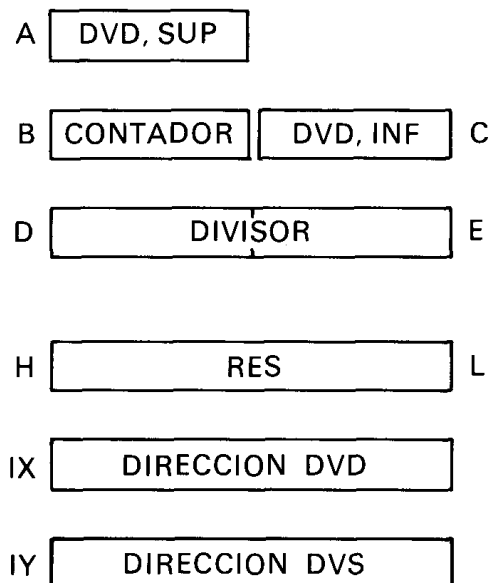 A DVD, SUP
B CONTADOR DVD, INF C
D DIVISOR E
H RES L
IX DIRECCION DVD
IY DIRECCION DVS